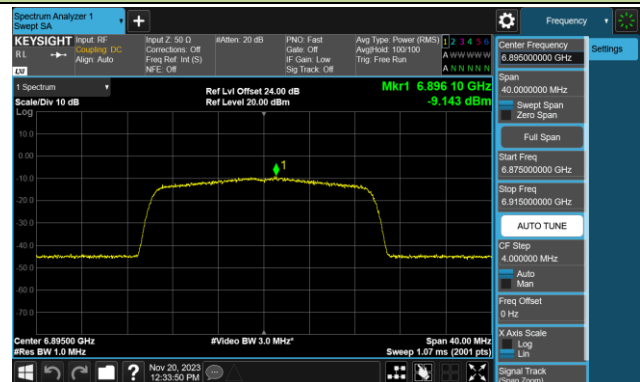 Spectrum Analyzer 1
Swept SA
Frequency
KEYSIGHT
Input: RF
Input Z: 50 Ω
#Atten: 20 dB
PNO: Fast
Avg Type: Power (RMS)
1 2 3 4 5 6
RL
Coupling: DC
Corrections: Off
Gate: Off
Avg|Hold: 100/100
A W W W W W
Align: Auto
Freq Ref: Int (S)
IF Gain: Low
Trig: Free Run
NFE: Off
Sig Track: Off
A N N N N N
LXI
Center Frequency
6.895000000 GHz
Settings
Span
40.0000000 MHz
Swept Span
Zero Span
Full Span
Start Freq
6.875000000 GHz
Stop Freq
6.915000000 GHz
AUTO TUNE
CF Step
4.000000 MHz
Auto
Man
Freq Offset
0 Hz
X Axis Scale
Log
Lin
Signal Track
(Span Zoom)
1 Spectrum
Ref Lvl Offset 24.00 dB
Mkr1 6.896 10 GHz
Scale/Div 10 dB
Ref Level 20.00 dBm
-9.143 dBm
Log
10.0
0.00
1
-10.0
-20.0
-30.0
-40.0
-50.0
-60.0
-70.0
Center 6.89500 GHz
#Video BW 3.0 MHz*
Span 40.00 MHz
#Res BW 1.0 MHz
Sweep 1.07 ms (2001 pts)
?
Nov 20, 2023
12:33:50 PM